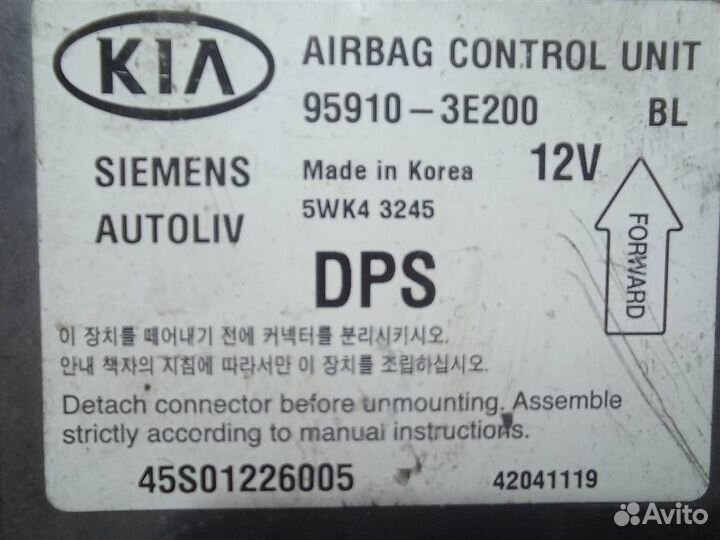 KIA
AIRBAG CONTROL UNIT
95910-3E200 BL
SIEMENS
AUTOLIV
Made in Korea
12V
5WK4 3245
FORWARD
DPS
이 장치를 떼어내기 전에 커넥터를 분리시키시오.
안내 책자의 지침에 따라서만 이 장치를 조립하십시오.
Detach connector before unmounting. Assemble
strictly according to manuai instructions.
45S01226005
42041119
Avito